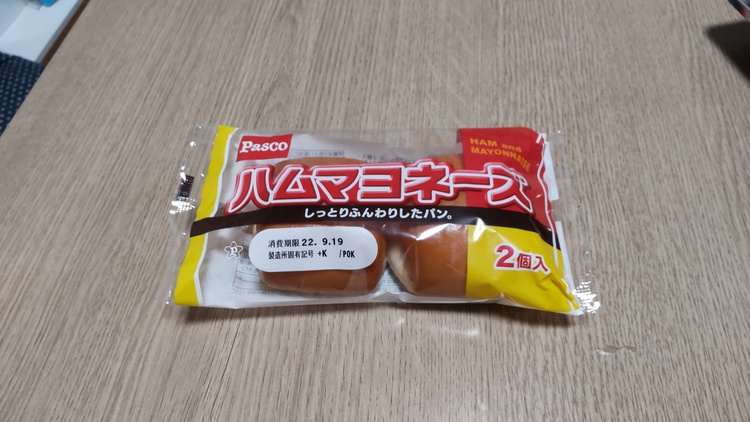 Pasco
HAM and
MAYONNAISE
ハムマヨネーズ
しっとりふんわりしたパン。
消費期限 22. 9.19
製造所固有記号 +K /POK
2個入